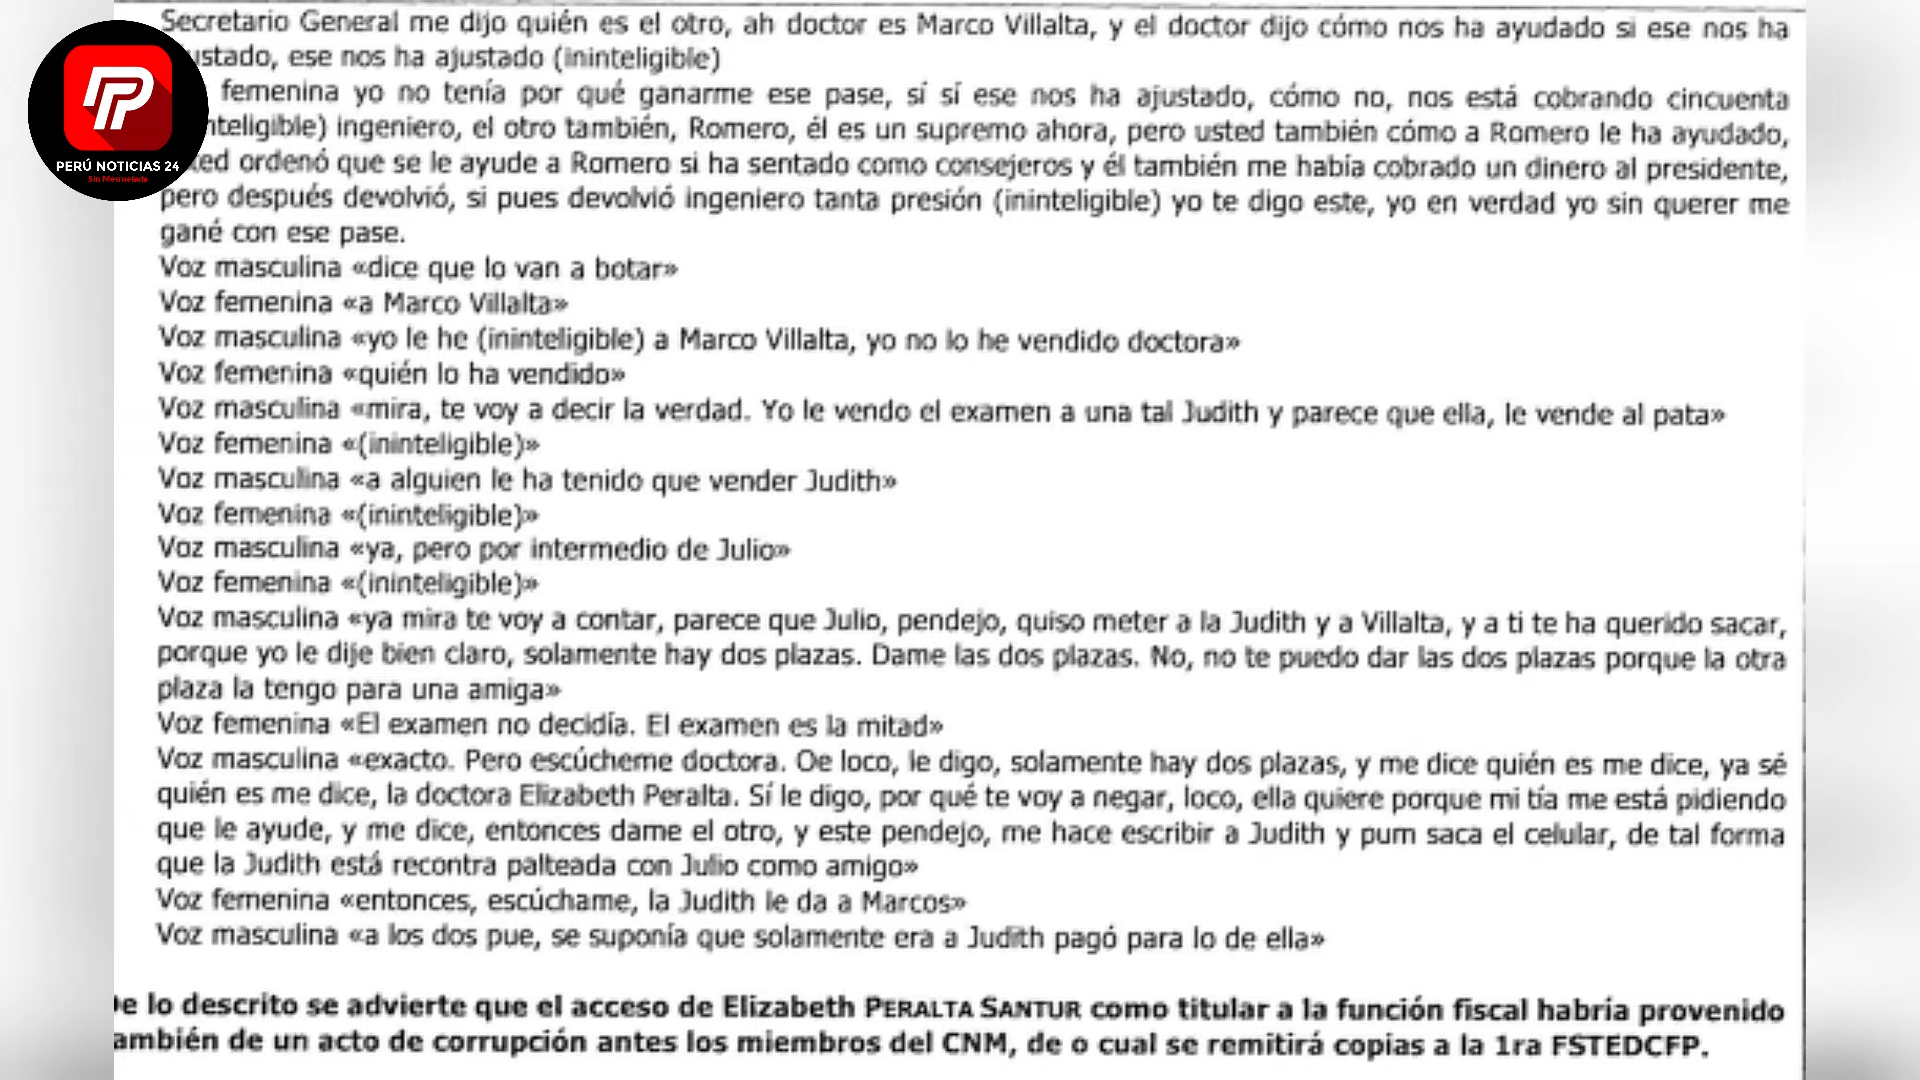 Secretario General me dijo quién es el otro, ah doctor es Marco Villalta, y el doctor dijo cómo nos ha ayudado si ese nos ha
ustado, ese nos ha ajustado (ininteligible)
femenina yo no tenía por qué ganarme ese pase, sí sí ese nos ha ajustado, cómo no, nos está cobrando cincuenta
nteligible) ingeniero, el otro también, Romero, él es un supremo ahora, pero usted también cómo a Romero le ha ayudado,
ted ordenó que se le ayude a Romero si ha sentado como consejeros y él también me había cobrado un dinero al presidente,
pero después devolvió, si pues devolvió ingeniero tanta presión (ininteligible) yo te digo este, yo en verdad yo sin querer me
gané con ese pase.
Voz masculina «dice que lo van a botar»
Voz femenina «a Marco Villalta»
Voz masculina «yo le he (ininteligible) a Marco Villalta, yo no lo he vendido doctora»
Voz femenina «quién lo ha vendido»
Voz masculina «mira, te voy a decir la verdad. Yo le vendo el examen a una tal Judith y parece que ella, le vende al pata»
Voz femenina «(ininteligible)»
Voz masculina «a alguien le ha tenido que vender Judith»
Voz femenina «(ininteligible)»
Voz masculina «ya, pero por intermedio de Julio»
Voz femenina «(ininteligible)»
Voz masculina «ya mira te voy a contar, parece que Julio, pendejo, quiso meter a la Judith y a Villalta, y a ti te ha querido sacar,
porque yo le dije bien claro, solamente hay dos plazas. Dame las dos plazas. No, no te puedo dar las dos plazas porque la otra
plaza la tengo para una amiga»
Voz femenina «El examen no decidía. El examen es la mitad»
Voz masculina «exacto. Pero escúcheme doctora. Oe loco, le digo, solamente hay dos plazas, y me dice quién es me dice, ya sé
quién es me dice, la doctora Elizabeth Peralta. Sí le digo, por qué te voy a negar, loco, ella quiere porque mi tía me está pidiendo
que le ayude, y me dice, entonces dame el otro, y este pendejo, me hace escribir a Judith y pum saca el celular, de tal forma
que la Judith está recontra palteada con Julio como amigo»
Voz femenina «entonces, escúchame, la Judith le da a Marcos»
Voz masculina «a los dos pue, se suponía que solamente era a Judith pagó para lo de ella»
De lo descrito se advierte que el acceso de Elizabeth PERALTA SANTUR como titular a la función fiscal habría provenido
ambién de un acto de corrupción antes los miembros del CNM, de o cual se remitirá copias a la 1ra FSTEDCFP.
PERÚ NOTICIAS 24
Sin Mermelada